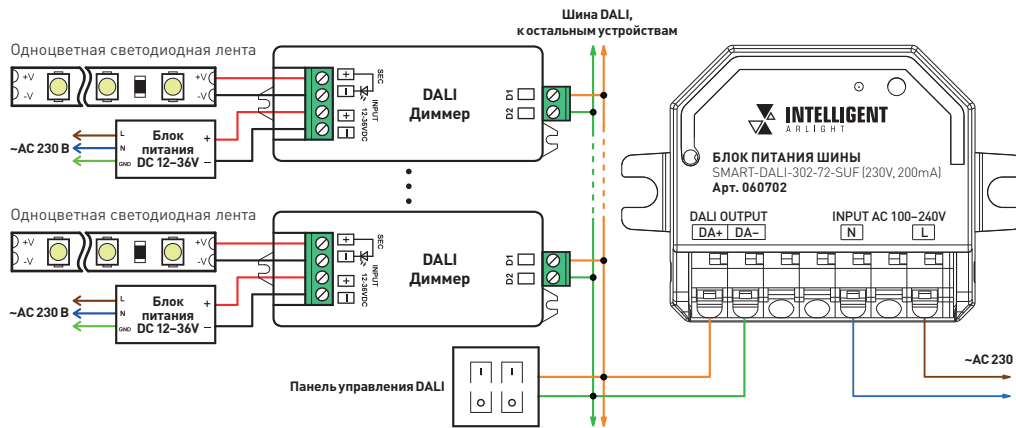 Шина DALI,
к остальным устройствам
Одноцветная светодиодная лента
+V
-V
+V
-V
L
N
GND
~AC 230 В
Блок
питания
DC 12–36V
+
–
+
–
+
–
SEC
INPUT
12-36VDC
DALI
Диммер
D1
D2
Одноцветная светодиодная лента
+V
-V
+V
-V
L
N
GND
~AC 230 В
Блок
питания
DC 12–36V
+
–
+
–
+
–
SEC
INPUT
12-36VDC
DALI
Диммер
D1
D2
Панель управления DALI
INTELLIGENT
ARLIGHT
БЛОК ПИТАНИЯ ШИНЫ
SMART-DALI-302-72-SUF (230V, 200mA)
Арт. 060702
DALI OUTPUT
INPUT AC 100–240V
DA+ DA– N L
~AC 230